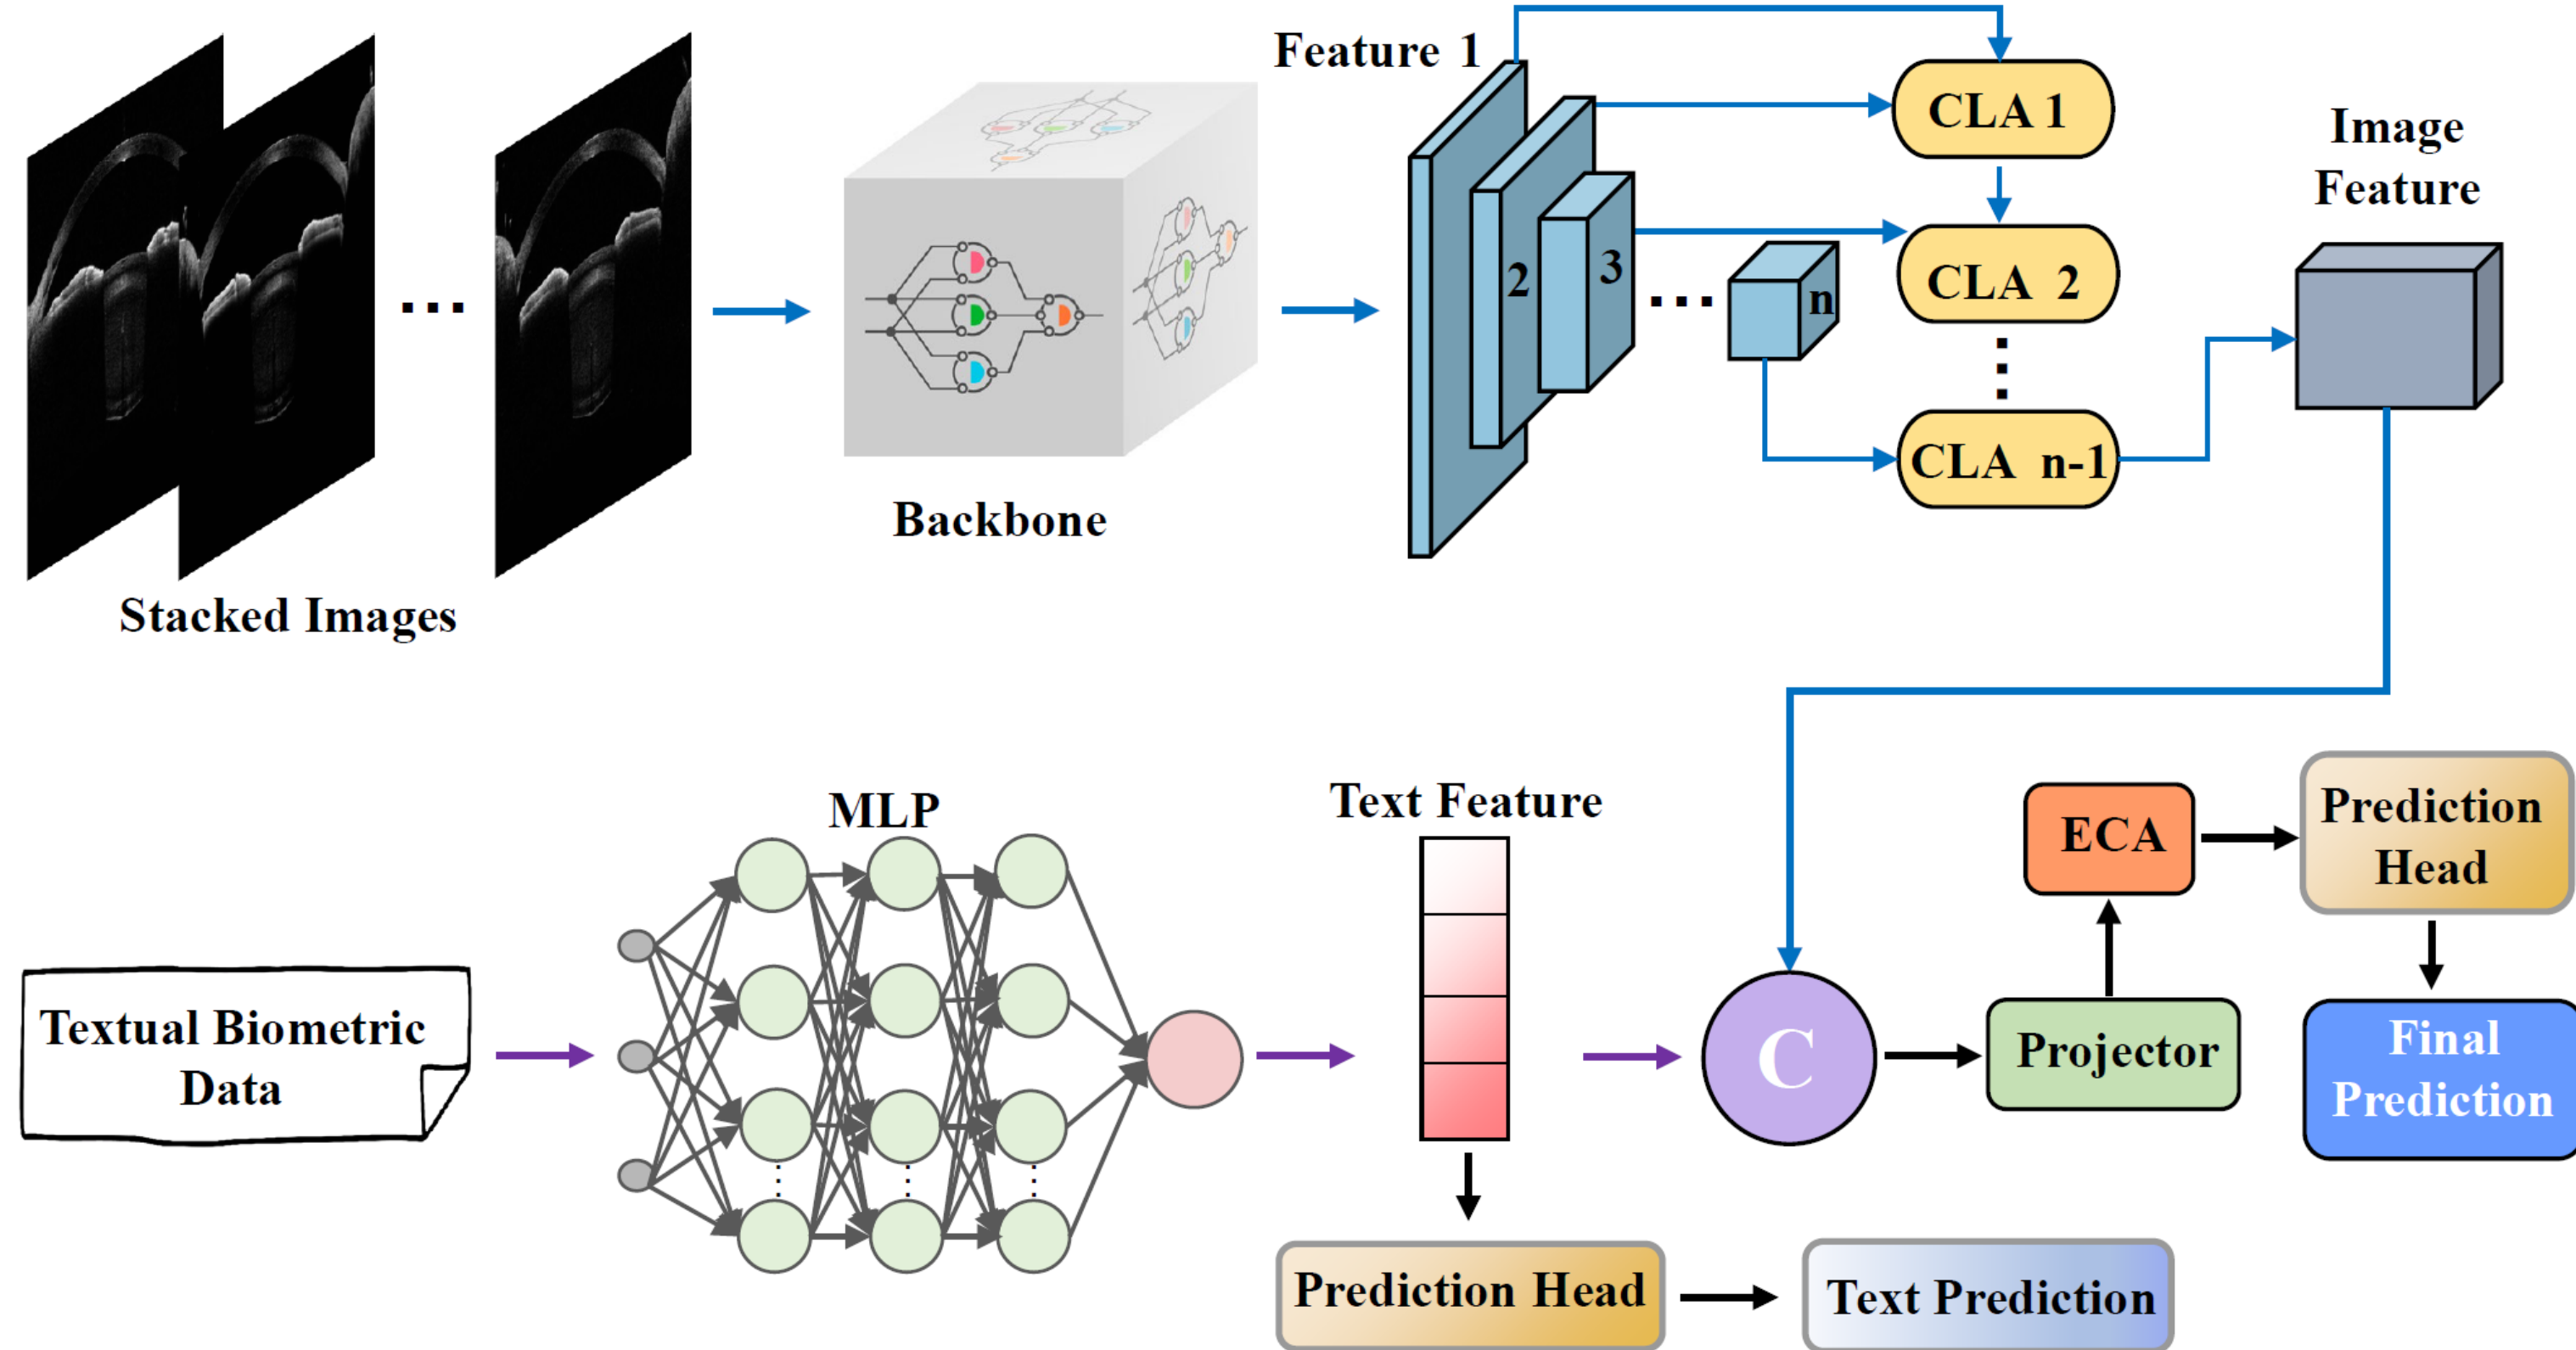 Feature 1
2
3
n
CLA 1
CLA 2
CLA n-1
Image
Feature
Backbone
Stacked Images
MLP
Text Feature
Textual Biometric
Data
C
Projector
ECA
Prediction
Head
Final
Prediction
Prediction Head
Text Prediction